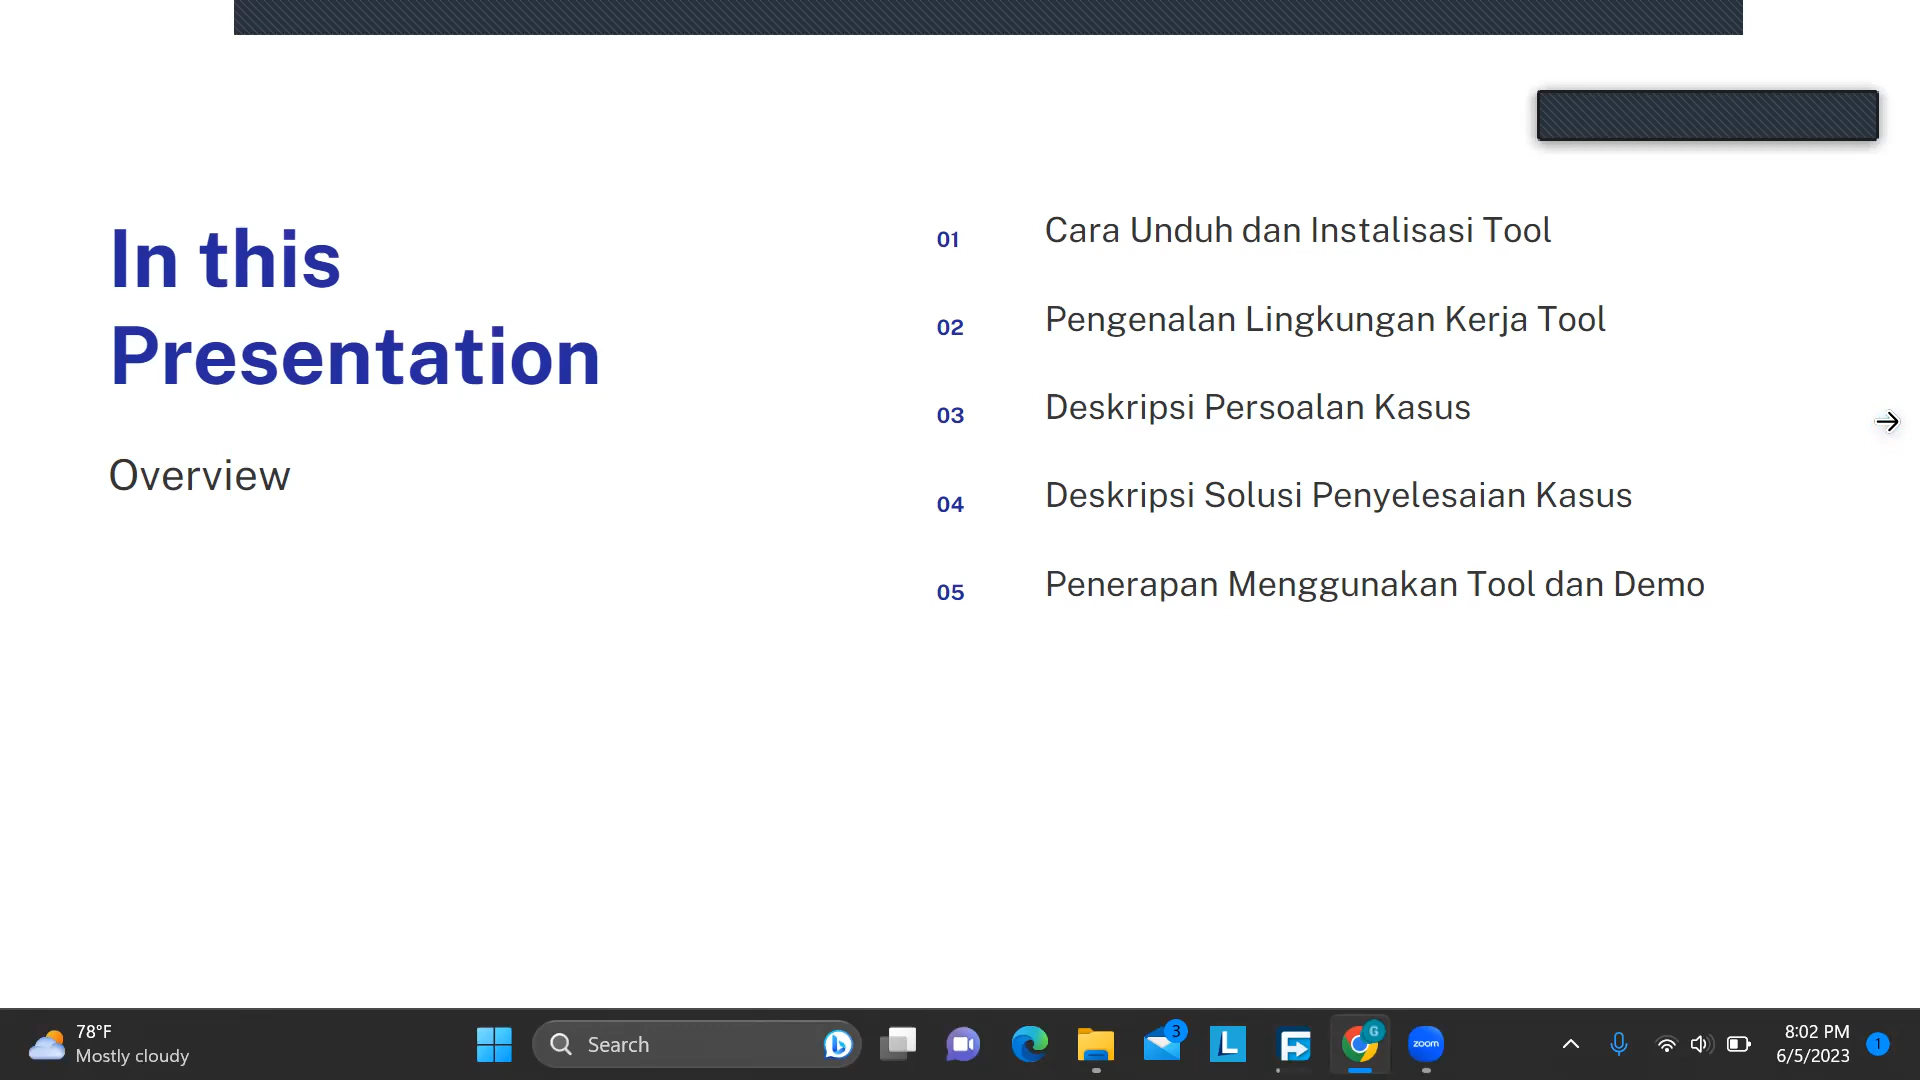 In this
Presentation
Overview
01 Cara Unduh dan Instalisasi Tool
02 Pengenalan Lingkungan Kerja Tool
03 Deskripsi Persoalan Kasus
04 Deskripsi Solusi Penyelesaian Kasus
05 Penerapan Menggunakan Tool dan Demo
78°F
Mostly cloudy
Search
3
L
G
zoom
8:02 PM
6/5/2023
1